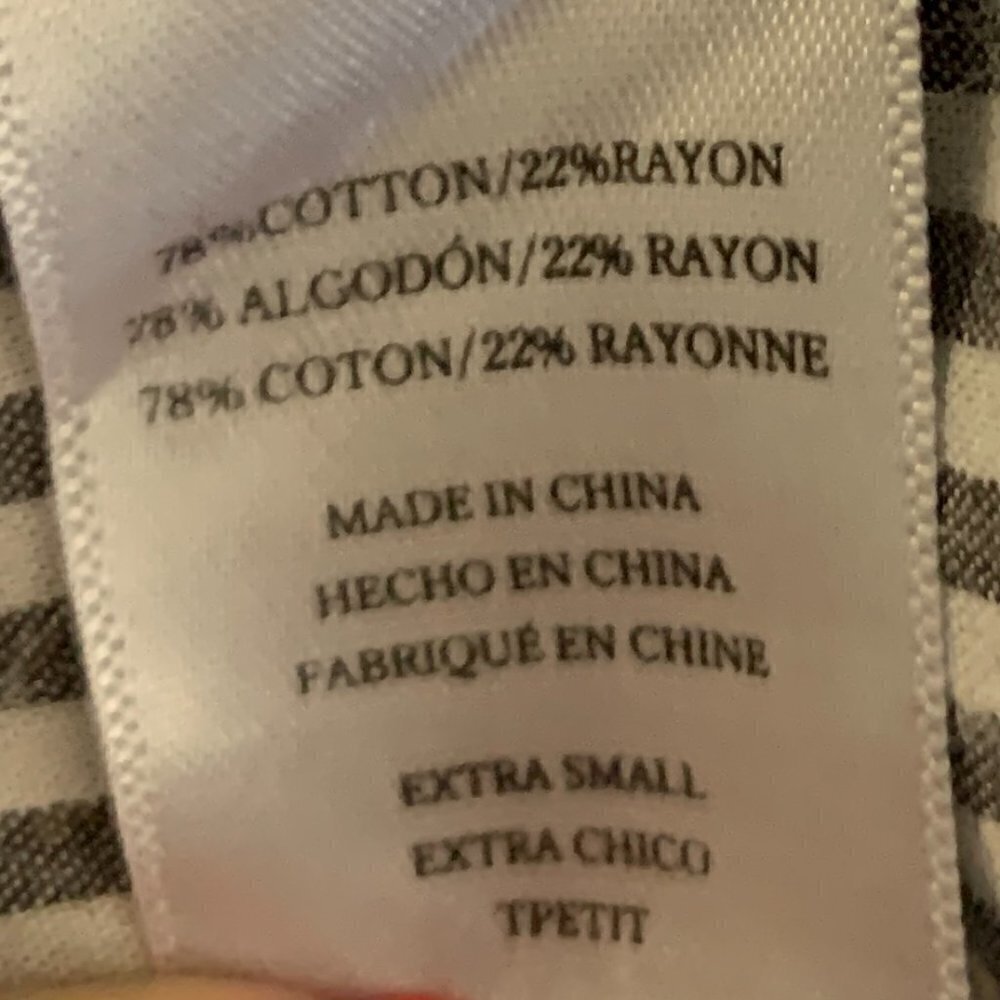 78% COTTON/22%RAYON
78% ALGODÓN/22% RAYON
78% COTON/22% RAYONNE
MADE IN CHINA
HECHO EN CHINA
FABRIQUÉ EN CHINE
EXTRA SMALL
EXTRA CHICO
TPETIT